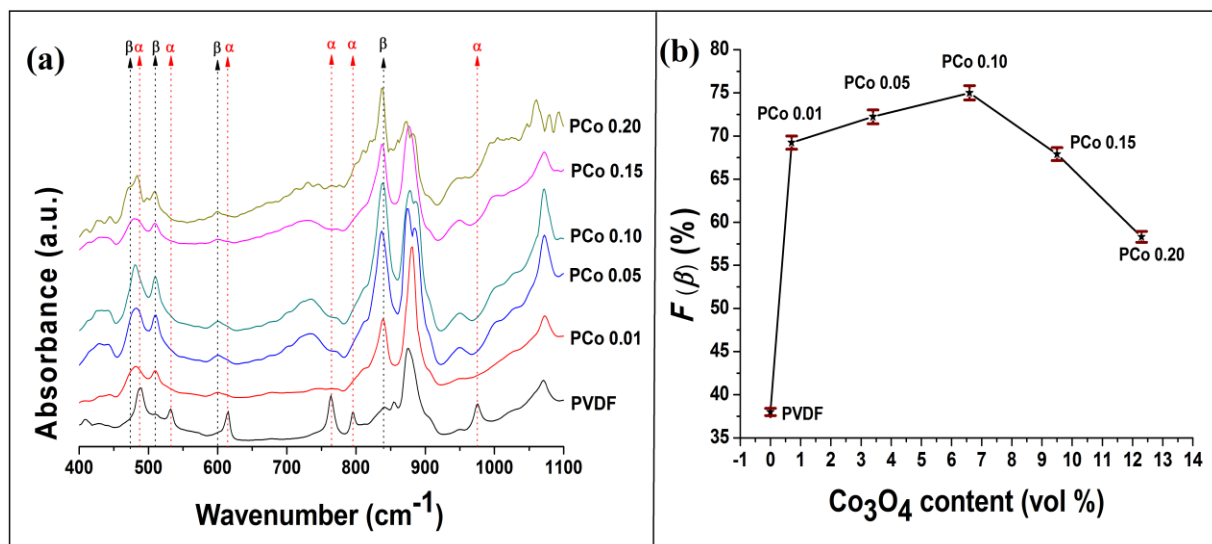 (a)
β α β α β α α α β α
PCo 0.20
PCo 0.15
PCo 0.10
PCo 0.05
PCo 0.01
PVDF
Absorbance (a.u.)
400 500 600 700 800 900 1000 1100
Wavenumber (cm⁻¹)
(b)
80
75
70
65
60
55
50
45
40
35
F (β) (%)
PCo 0.10
PCo 0.05
PCo 0.01
PCo 0.15
PCo 0.20
PVDF
-1 0 1 2 3 4 5 6 7 8 9 10 11 12 13 14
Co₃O₄ content (vol %)